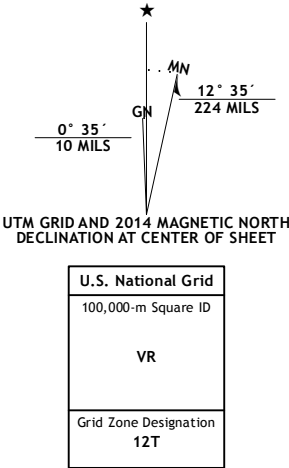 ★
MN
12° 35´
224 MILS
GN
0° 35´
10 MILS
UTM GRID AND 2014 MAGNETIC NORTH
DECLINATION AT CENTER OF SHEET
U.S. National Grid
100,000-m Square ID
VR
Grid Zone Designation
12T